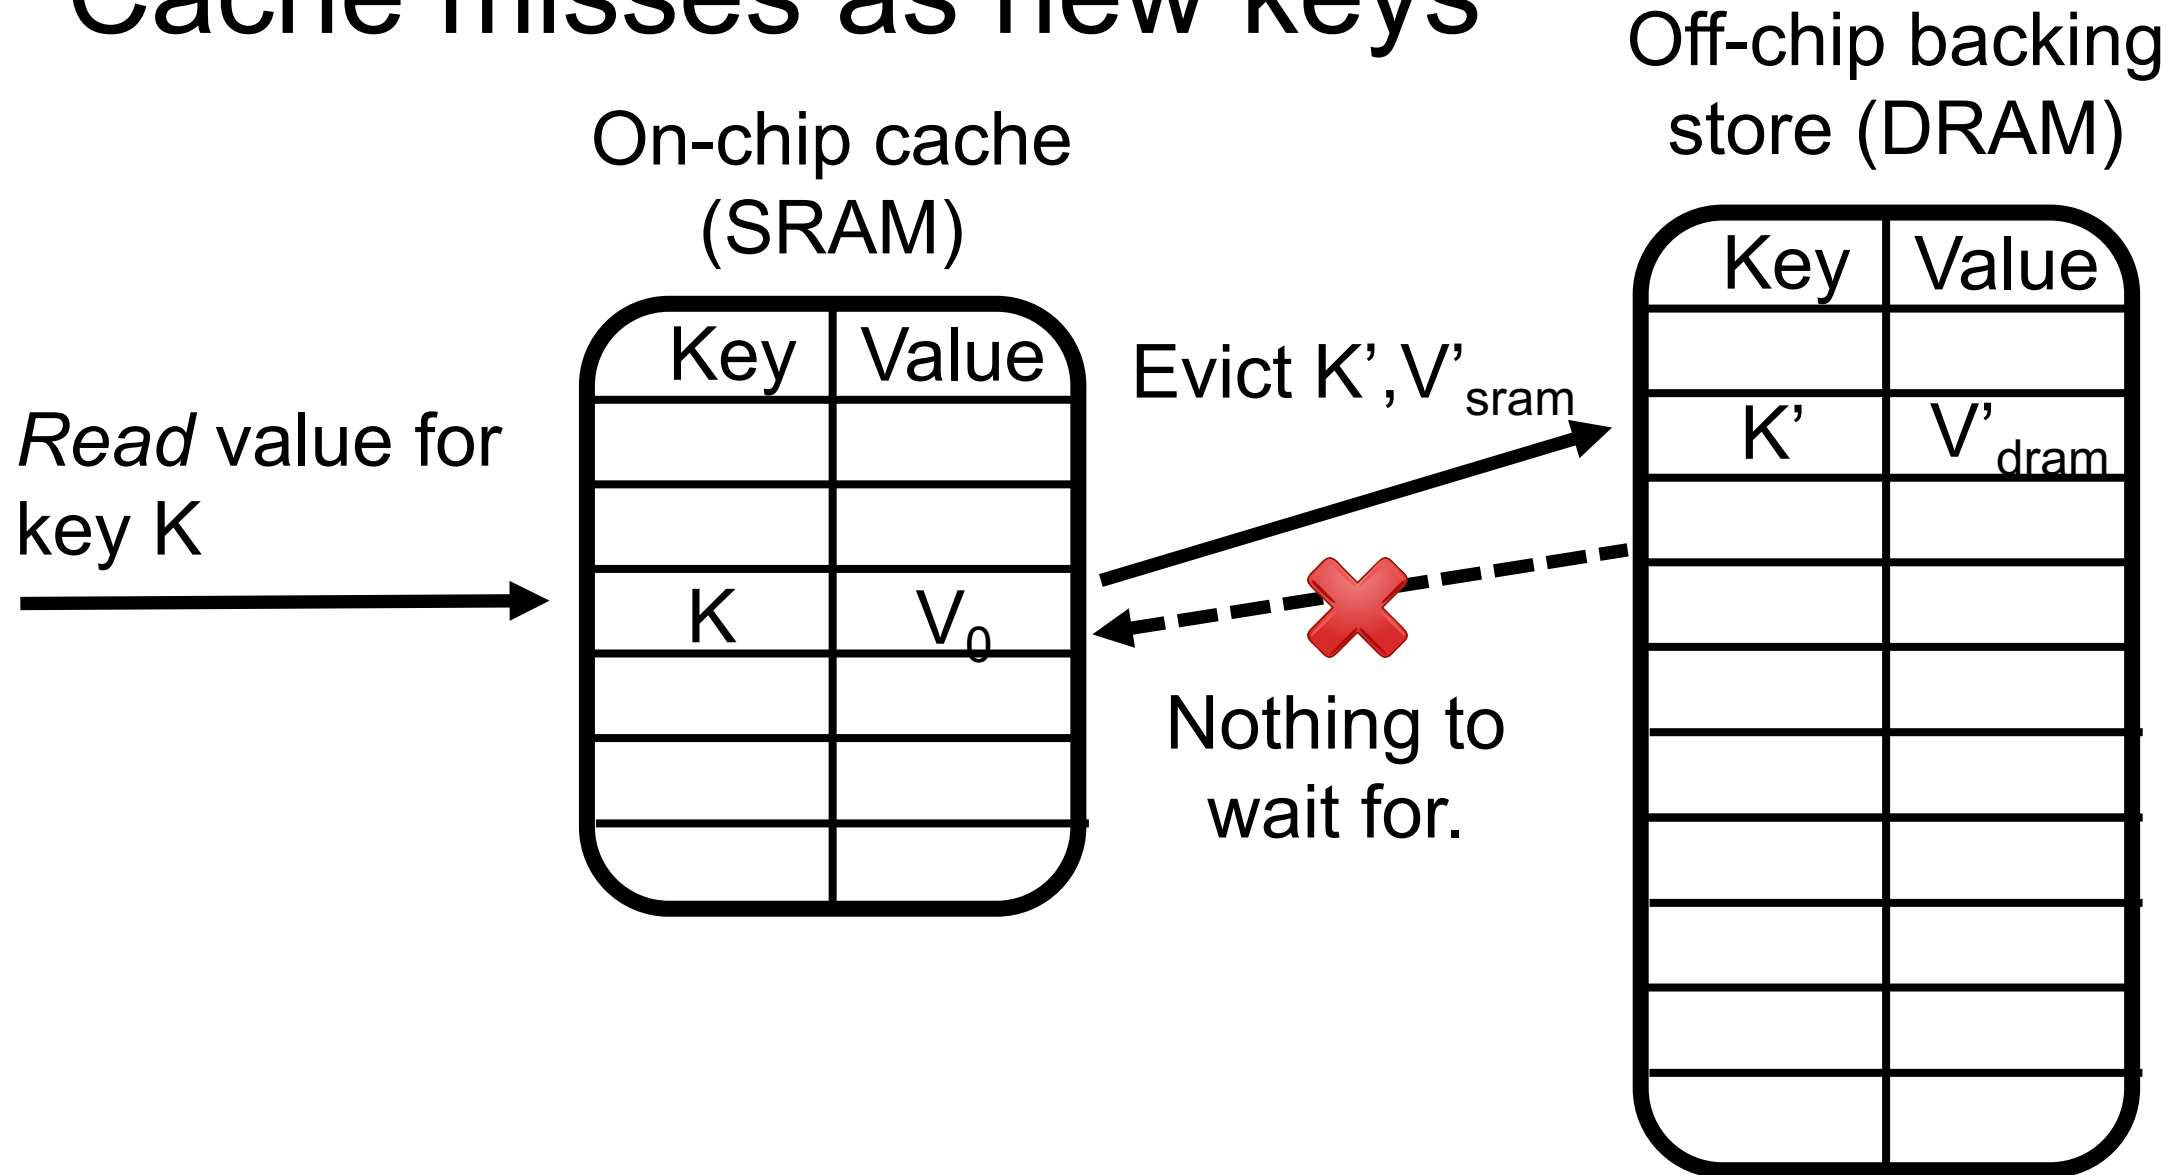 Cache misses as new keys
Off-chip backing
store (DRAM)
On-chip cache
(SRAM)
Key Value
K V0
Read value for
key K
Evict K’,V’sram
Nothing to
wait for.
Key Value
K’ V’dram